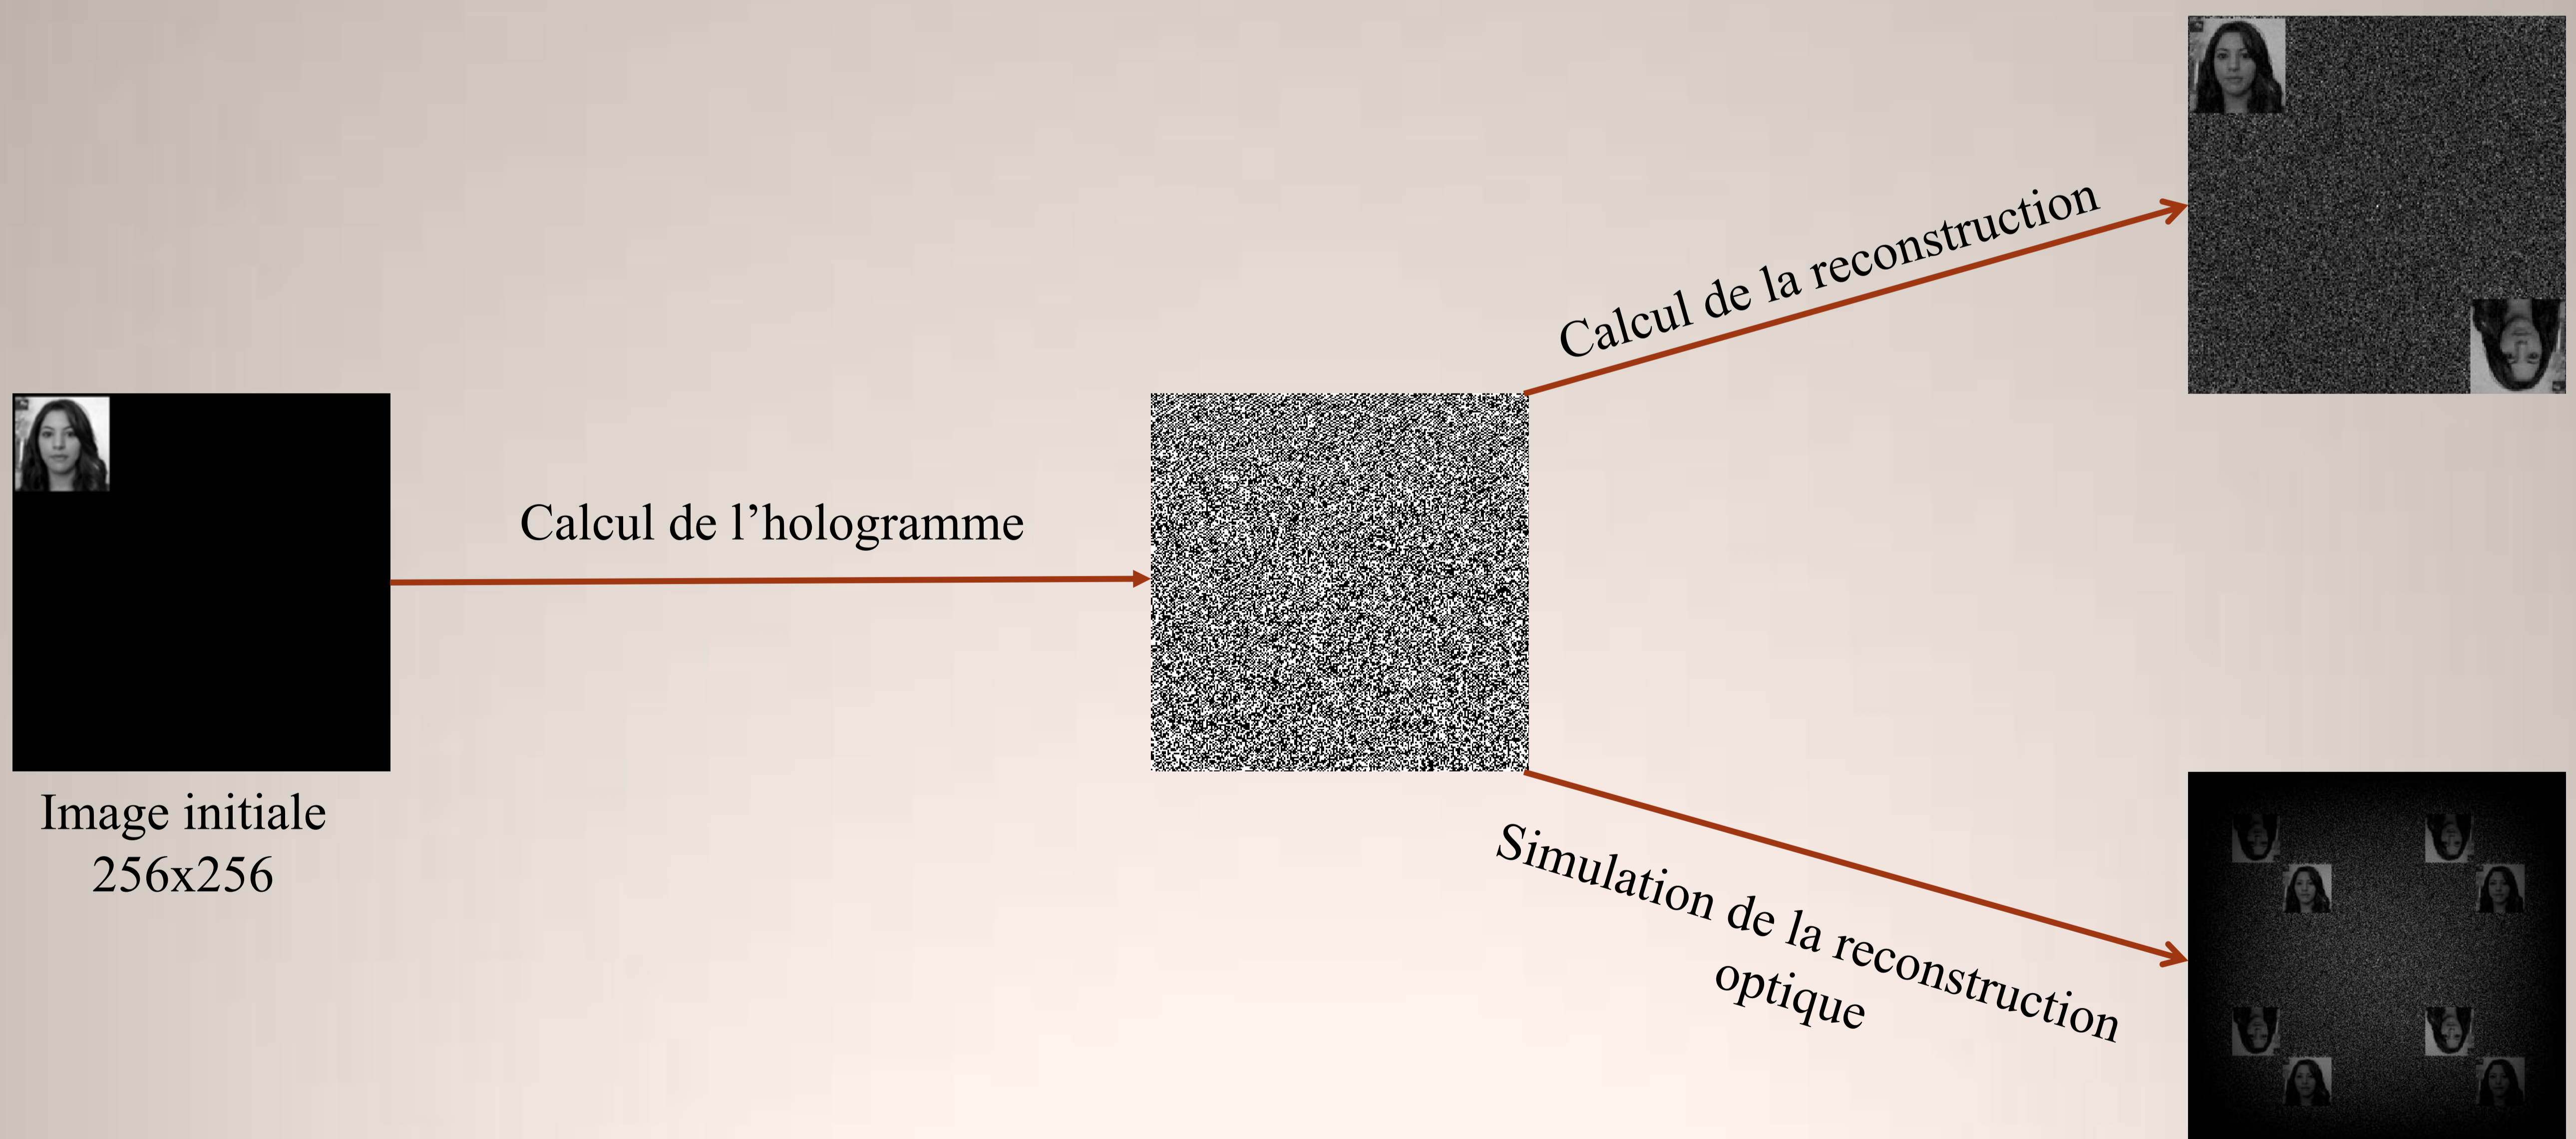 Calcul de la reconstruction
Calcul de l’hologramme
Image initiale
256x256
Simulation de la reconstruction
optique